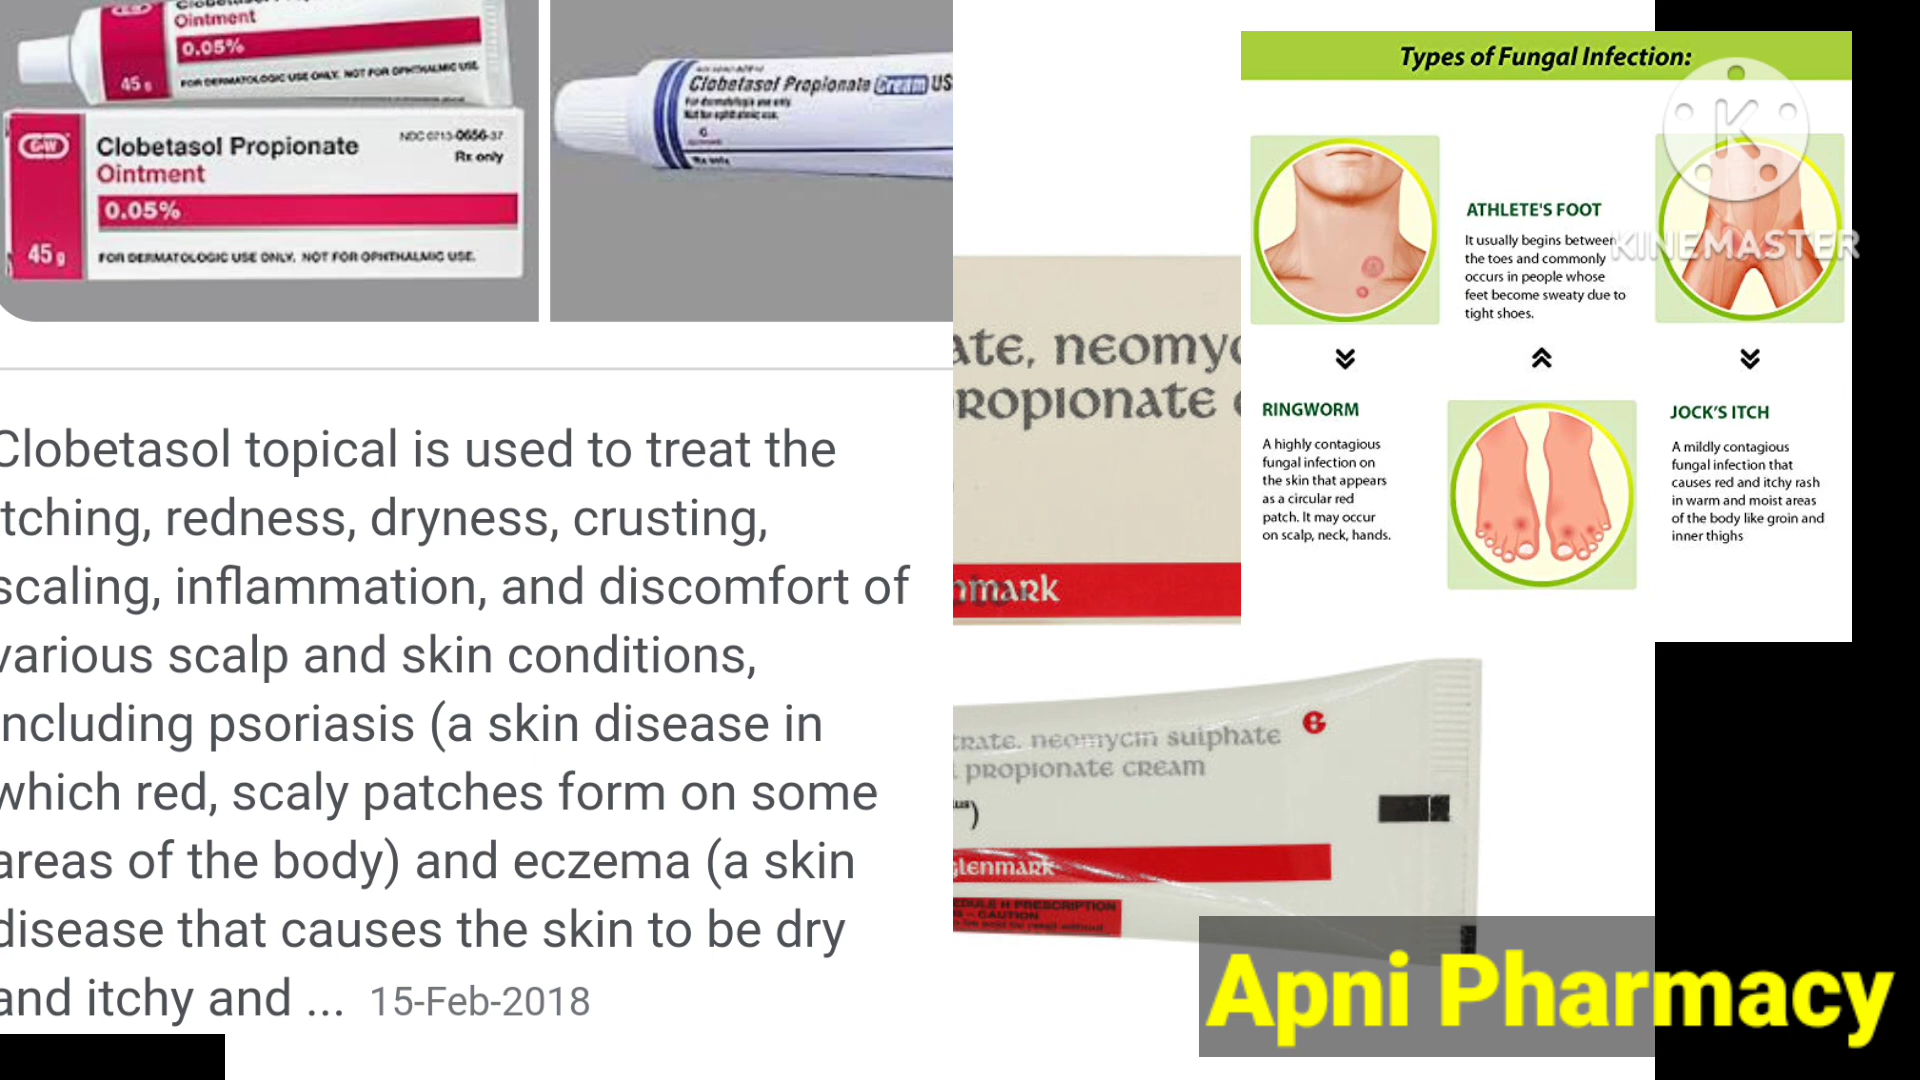 Ointment
0.05%
45 g
FOR DERMATOLOGIC USE ONLY. NOT FOR OPHTHALMIC USE.
G&W
Clobetasol Propionate
NDC 0713-0656-37
Rx only
Ointment
0.05%
45 g
FOR DERMATOLOGIC USE ONLY. NOT FOR OPHTHALMIC USE.
Clobetasol Propionate Cream US
For dermatologic use only.
Not for ophthalmic use.
G
Rx only
Clobetasol topical is used to treat the
itching, redness, dryness, crusting,
scaling, inflammation, and discomfort of
various scalp and skin conditions,
including psoriasis (a skin disease in
which red, scaly patches form on some
areas of the body) and eczema (a skin
disease that causes the skin to be dry
and itchy and ... 15-Feb-2018
ate, neomyc
ropionate
nmark
trate, neomycin sulphate
propionate cream
glenmark
EDULE H PRESCRIPTION
– CAUTION
Types of Fungal Infection:
ATHLETE'S FOOT
It usually begins between
the toes and commonly
occurs in people whose
feet become sweaty due to
tight shoes.
RINGWORM
A highly contagious
fungal infection on
the skin that appears
as a circular red
patch. It may occur
on scalp, neck, hands.
JOCK'S ITCH
A mildly contagious
fungal infection that
causes red and itchy rash
in warm and moist areas
of the body like groin and
inner thighs
K
KINEMASTER
Apni Pharmacy